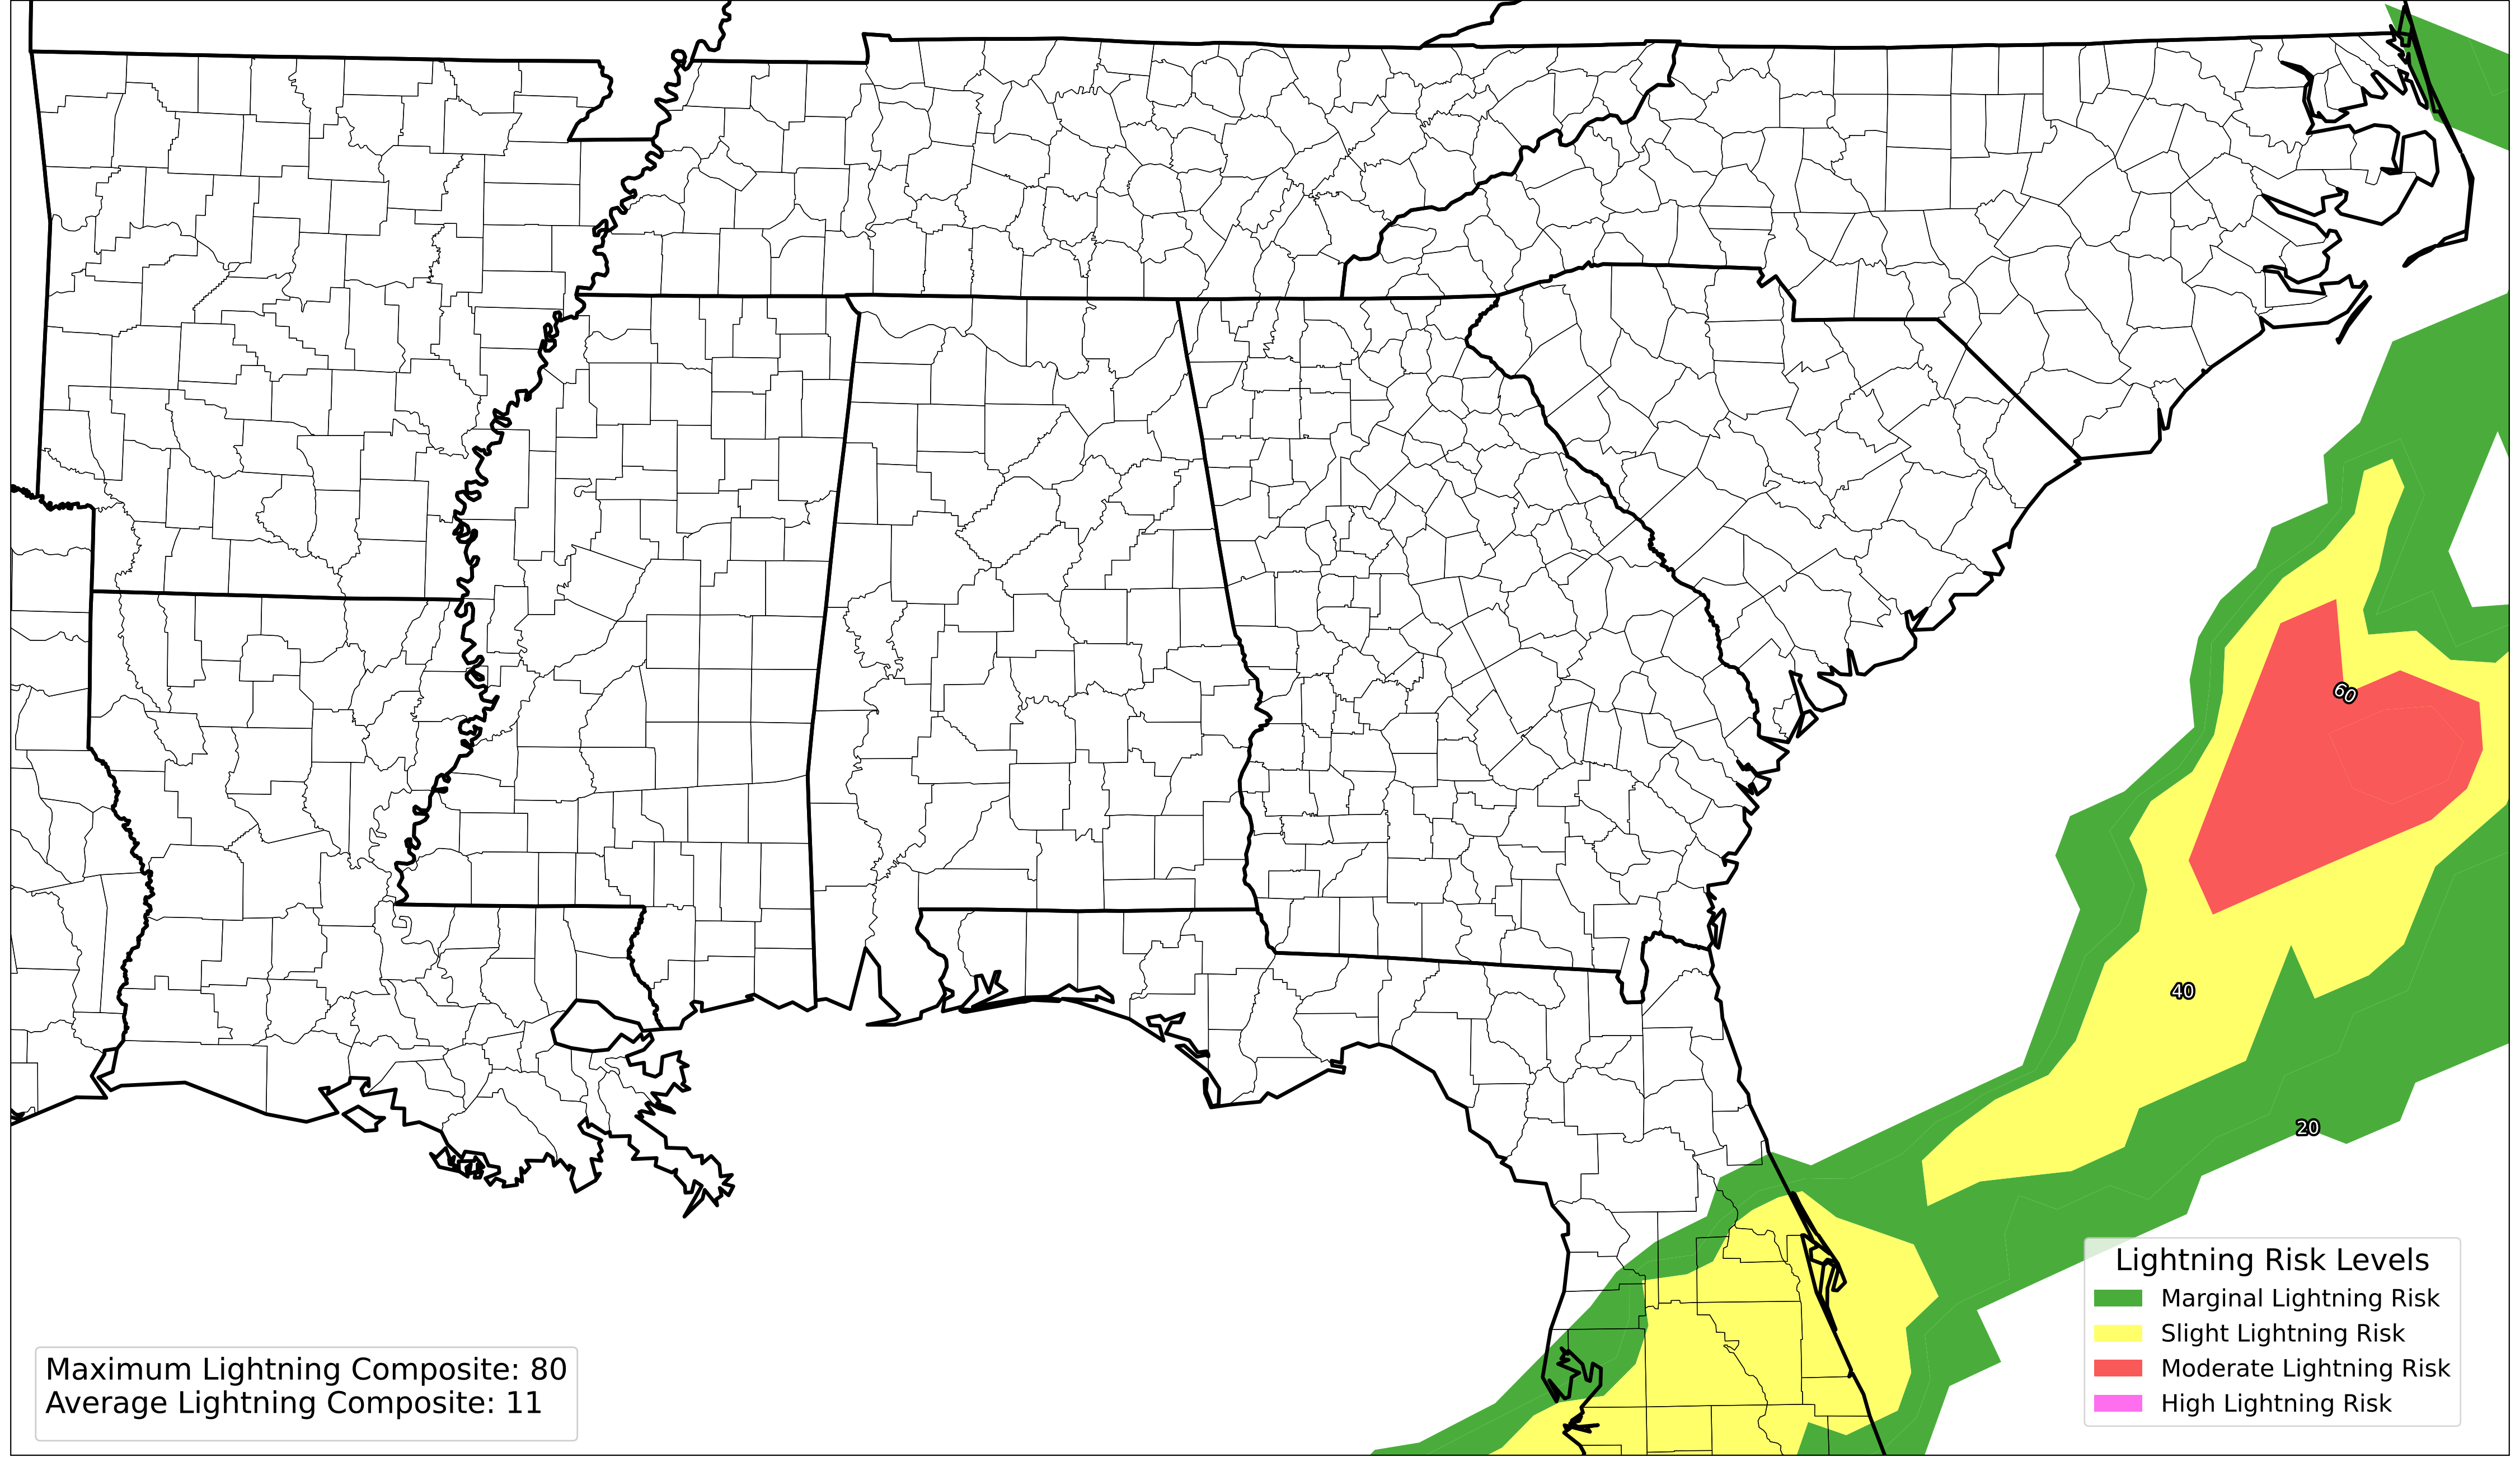 60
40
20
Lightning Risk Levels
Marginal Lightning Risk
Slight Lightning Risk
Moderate Lightning Risk
High Lightning Risk
Maximum Lightning Composite: 80
Average Lightning Composite: 11